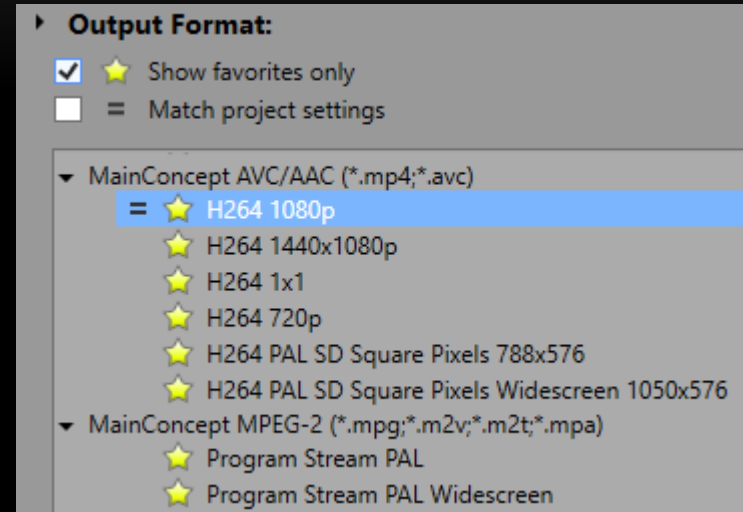 Output Format:
Show favorites only
= Match project settings
MainConcept AVC/AAC (*.mp4;*.avc)
= H264 1080p
H264 1440x1080p
H264 1x1
H264 720p
H264 PAL SD Square Pixels 788x576
H264 PAL SD Square Pixels Widescreen 1050x576
MainConcept MPEG-2 (*.mpg;*.m2v;*.m2t;*.mpa)
Program Stream PAL
Program Stream PAL Widescreen